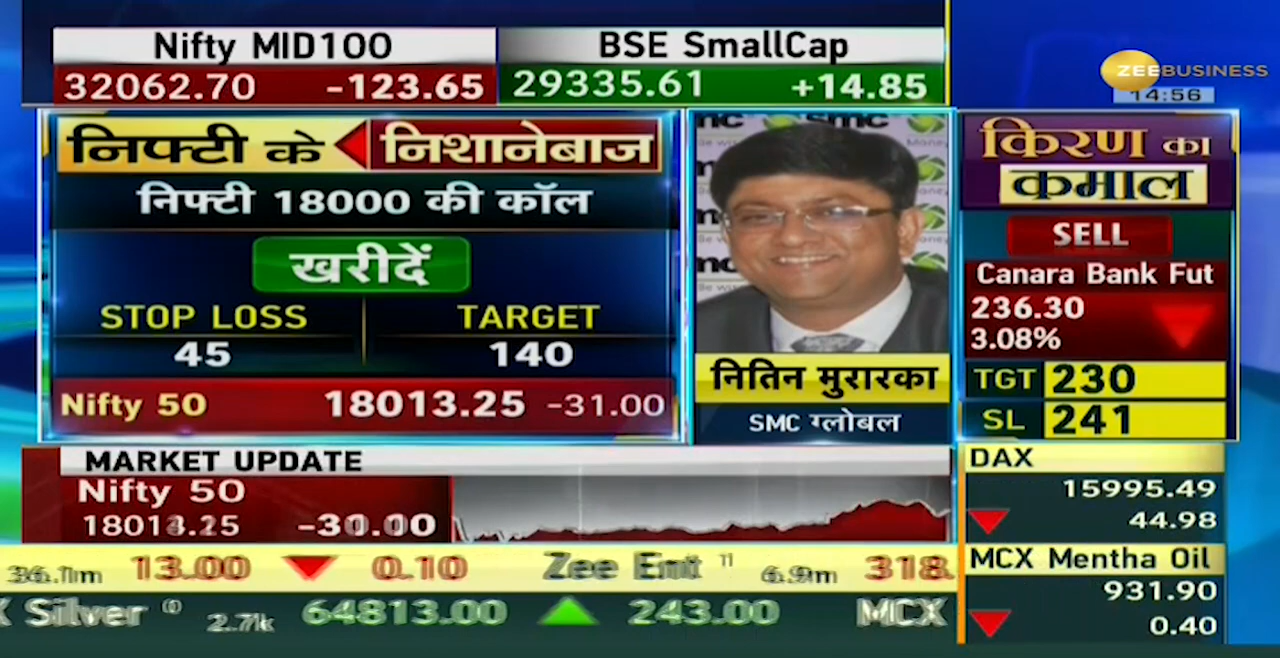 Nifty MID100
32062.70 -123.65
BSE SmallCap
29335.61 +14.85
ZEEBUSINESS
14:56
निफ्टी के निशानेबाज
निफ्टी 18000 की कॉल
खरीदें
STOP LOSS TARGET
45 140
Nifty 50 18013.25 -31.00
नितिन मुरारका
SMC ग्लोबल
किरण का
कमाल
SELL
Canara Bank Fut
236.30
3.08%
TGT 230
SL 241
MARKET UPDATE
Nifty 50
DAX
15995.49
44.98
MCX Mentha Oil
931.90
0.40
13.00 0.10 Zee Ent 6.9m 318.
Silver 2.7k 64813.00 243.00 MCX